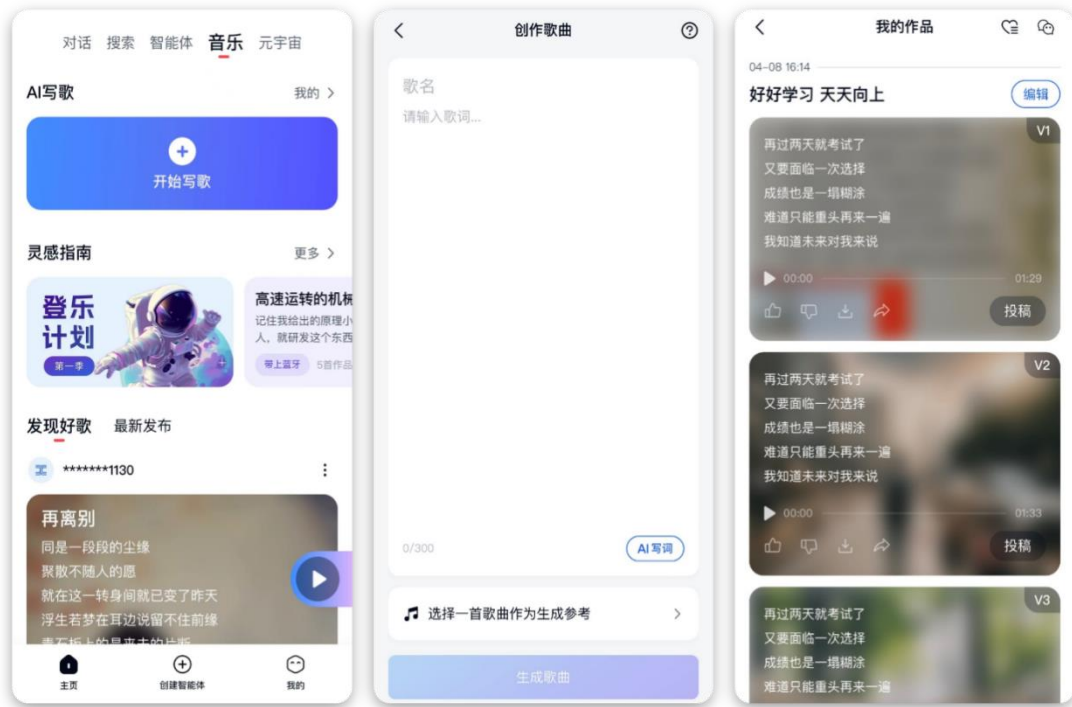 对话 搜索 智能体 音乐 元宇宙
AI写歌
我的 >
开始写歌
灵感指南
更多 >
登乐
计划
第一季
高速运转的机械
记住我给出的原理小
人，就研发这个东西
带上蓝牙 5首作品
发现好歌 最新发布
*******1130
再离别
同是一段段的尘缘
聚散不随人的愿
就在这一转身间就已变了昨天
浮生若梦在耳边说留不住前缘
主页
创建智能体
我的
创作歌曲
歌名
请输入歌词...
0/300
AI写词
选择一首歌曲作为生成参考
生成歌曲
我的作品
04-08 16:14
好好学习 天天向上
编辑
V1
再过两天就考试了
又要面临一次选择
成绩也是一塌糊涂
难道只能重头再来一遍
我知道未来对我来说
00:00
01:29
投稿
V2
再过两天就考试了
又要面临一次选择
成绩也是一塌糊涂
难道只能重头再来一遍
我知道未来对我来说
00:00
01:33
投稿
V3
再过两天就考试了
又要面临一次选择
成绩也是一塌糊涂
难道只能重头再来一遍